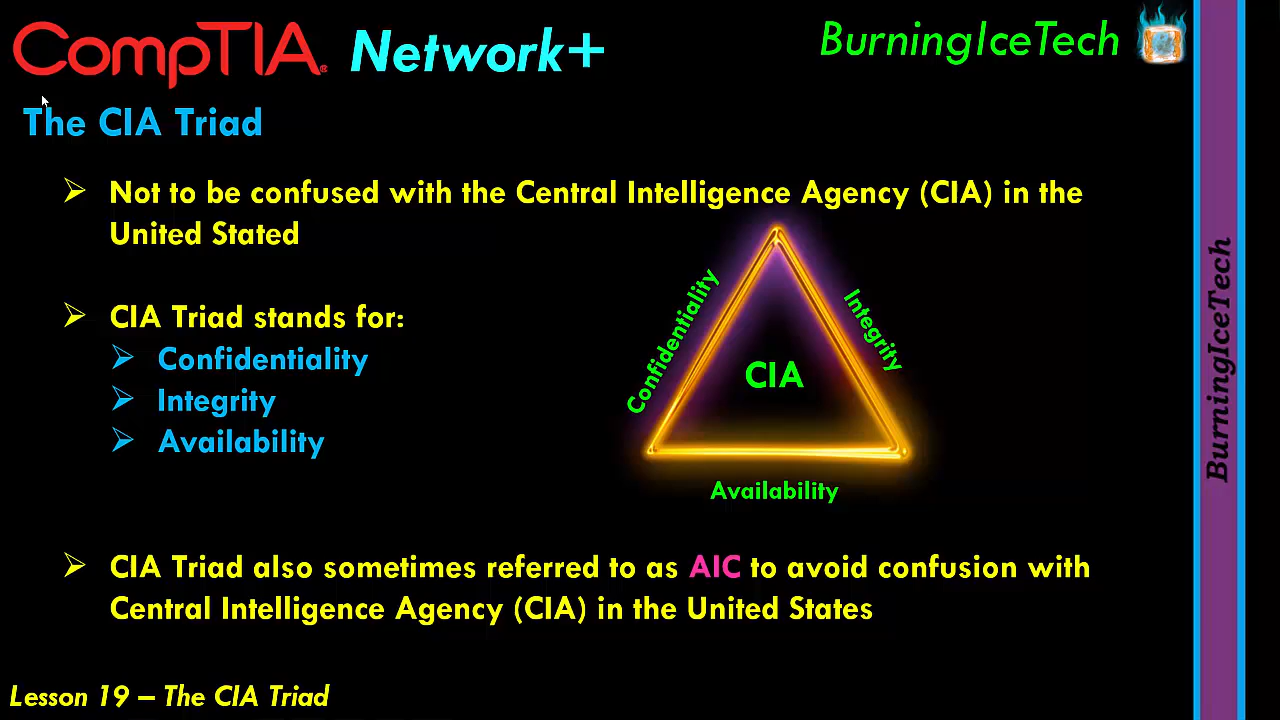 CompTIA® Network+
BurningIceTech
The CIA Triad
➢ Not to be confused with the Central Intelligence Agency (CIA) in the
United Stated
➢ CIA Triad stands for:
➢ Confidentiality
➢ Integrity
➢ Availability
Confidentiality
Integrity
CIA
Availability
➢ CIA Triad also sometimes referred to as AIC to avoid confusion with
Central Intelligence Agency (CIA) in the United States
Lesson 19 – The CIA Triad
BurningIceTech